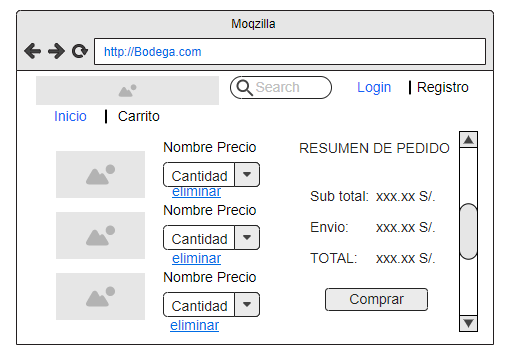 Moqzilla
http://Bodega.com
Search
Login | Registro
Inicio | Carrito
Nombre Precio
Cantidad
eliminar
Nombre Precio
Cantidad
eliminar
Nombre Precio
Cantidad
eliminar
RESUMEN DE PEDIDO
Sub total: xxx.xx S/.
Envio: xxx.xx S/.
TOTAL: xxx.xx S/.
Comprar